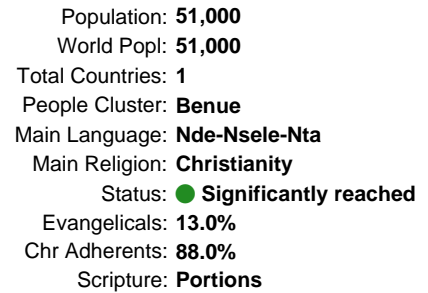 Population: 51,000
World Popl: 51,000
Total Countries: 1
People Cluster: Benue
Main Language: Nde-Nsele-Nta
Main Religion: Christianity
Status: Significantly reached
Evangelicals: 13.0%
Chr Adherents: 88.0%
Scripture: Portions